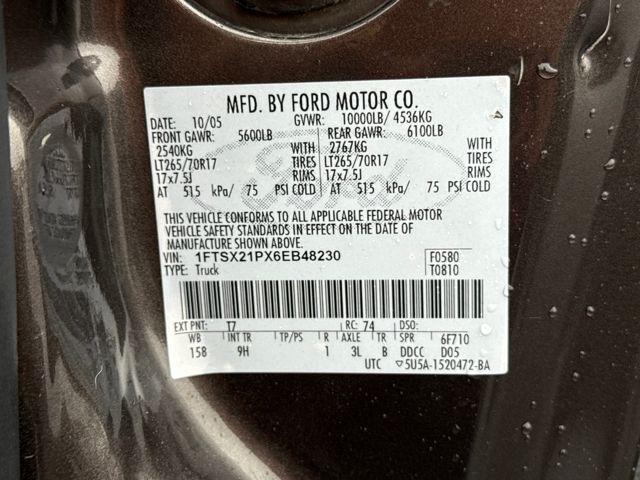 MFD. BY FORD MOTOR CO.
DATE: 10/05 GVWR: 10000LB/ 4536KG
FRONT GAWR: 5600LB REAR GAWR: 6100LB
2540KG WITH 2767KG WITH
LT265/70R17 TIRES LT265/70R17 TIRES
17x7.5J RIMS 17x7.5J RIMS
AT 515 kPa/ 75 PSI COLD AT 515 kPa/ 75 PSI COLD
THIS VEHICLE CONFORMS TO ALL APPLICABLE FEDERAL MOTOR
VEHICLE SAFETY STANDARDS IN EFFECT ON THE DATE OF
MANUFACTURE SHOWN ABOVE.
VIN: 1FTSX21PX6EB48230 F0580
TYPE: Truck T0810
EXT PNT: T7 RC: 74 DSO:
WB INT TR TP/PS R AXLE TR SPR 6F710
158 9H 1 3L B DDCC D05
UTC ▽5U5A-1520472-BA
Ford